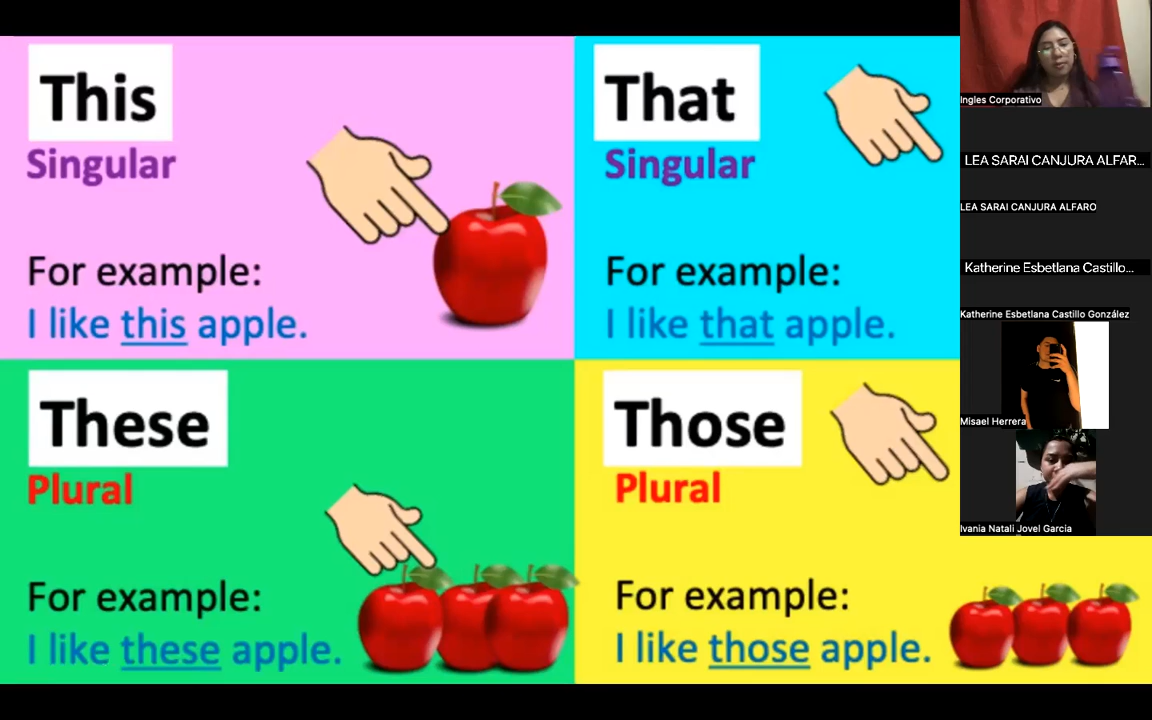 This
Singular
For example:
I like this apple.
That
Singular
For example:
I like that apple.
These
Plural
For example:
I like these apple.
Those
Plural
For example:
I like those apple.
Ingles Corporativo
LEA SARAI CANJURA ALFAR...
LEA SARAI CANJURA ALFARO
Katherine Esbetlana Castillo...
Katherine Esbetlana Castillo González
Misael Herrera
Ivania Natali Jovel Garcia